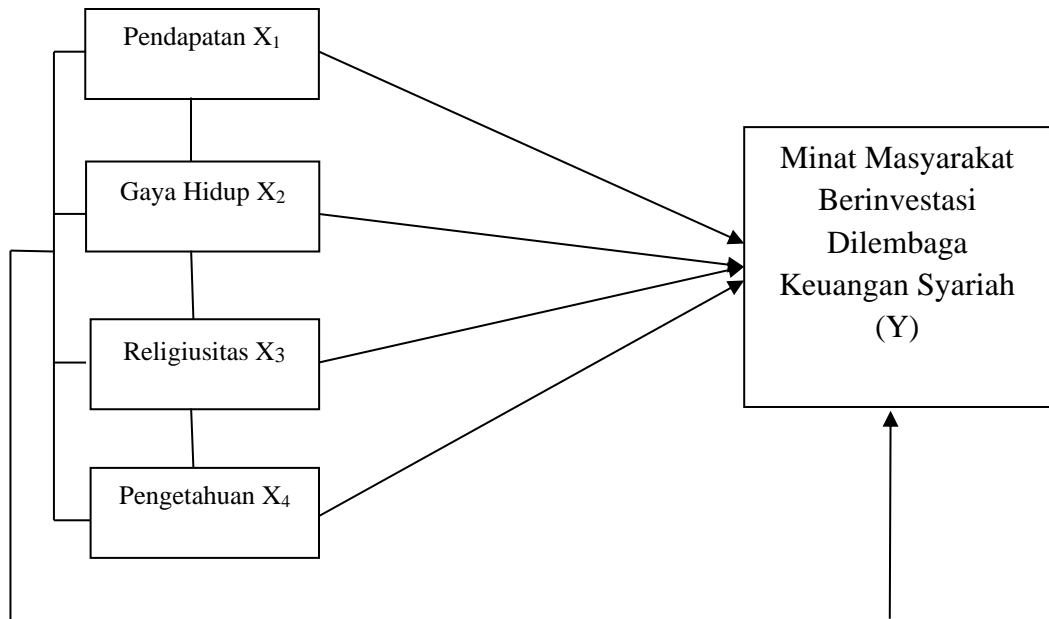 Pendapatan X₁
Gaya Hidup X₂
Religiusitas X₃
Pengetahuan X₄
Minat Masyarakat
Berinvestasi
Dilembaga
Keuangan Syariah
(Y)